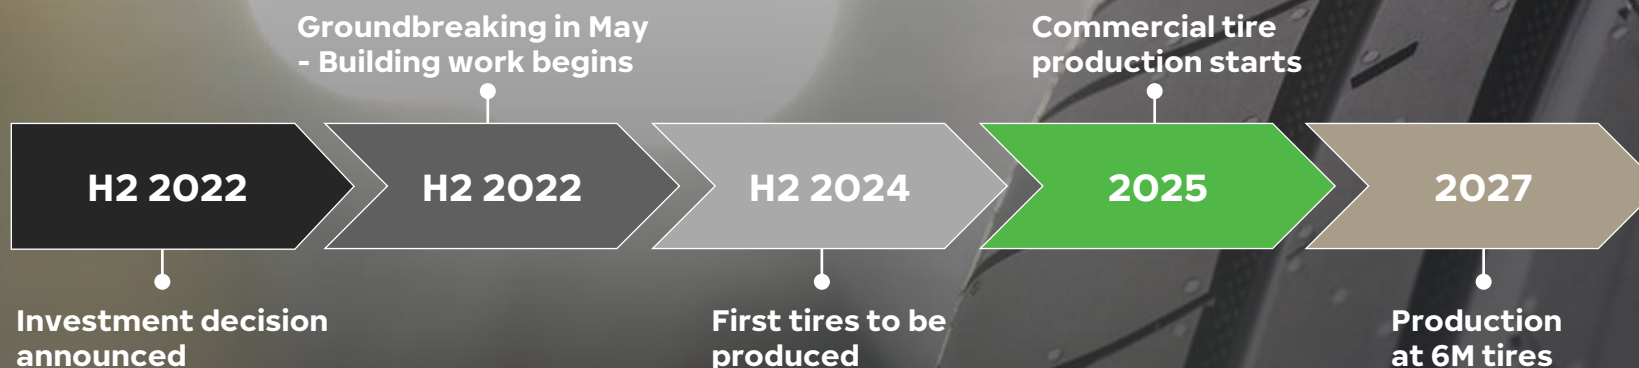 Groundbreaking in May
- Building work begins
Commercial tire
production starts
H2 2022
H2 2022
H2 2024
2025
2027
Investment decision
announced
First tires to be
produced
Production
at 6M tires